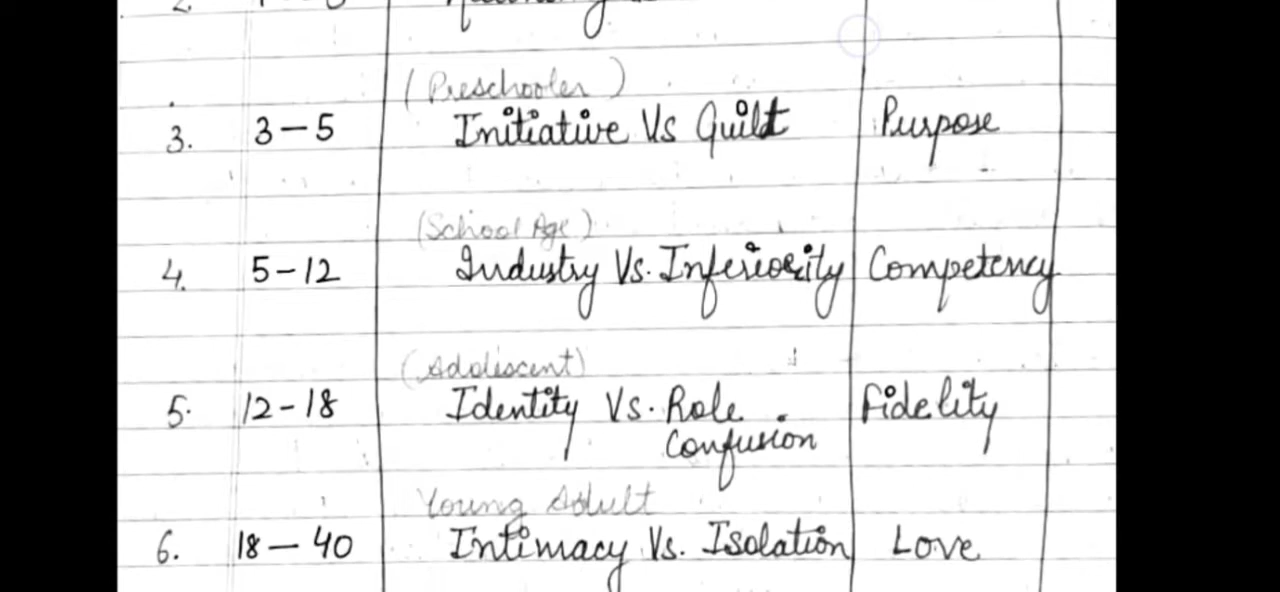 (Preschooler)
3. 3-5 Initiative Vs Guilt Purpose
(School Age)
4. 5-12 Industry Vs. Inferiority Competency
(Adoliscent)
5. 12-18 Identity Vs. Role Fidelity
Confusion
Young Adult
6. 18-40 Intimacy Vs. Isolation Love